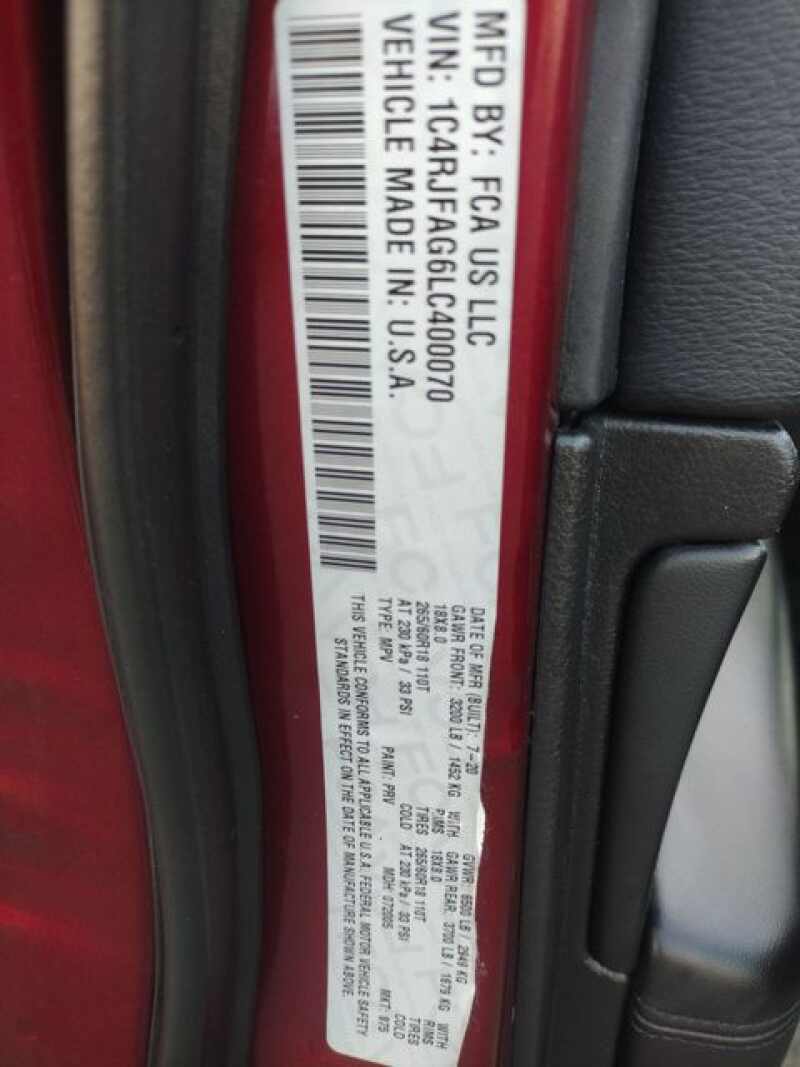 MFD BY: FCA US LLC
VIN: 1C4RJFAG6LC400070
VEHICLE MADE IN: U.S.A.
DATE OF MFR (BUILT): 7-20 GVWR: 6500 LB / 2949 KG
GAWR FRONT: 3200 LB / 1452 KG WITH GAWR REAR: 3700 LB / 1679 KG WITH
18X8.0 RIMS 18X8.0 RIMS
265/60R18 110T TIRES 265/60R18 110T TIRES
AT 230 kPa / 33 PSI COLD AT 230 kPa / 33 PSI COLD
TYPE: MPV PAINT: PRV MDH: 072005 MKT: 975
THIS VEHICLE CONFORMS TO ALL APPLICABLE U.S.A. FEDERAL MOTOR VEHICLE SAFETY
STANDARDS IN EFFECT ON THE DATE OF MANUFACTURE SHOWN ABOVE.